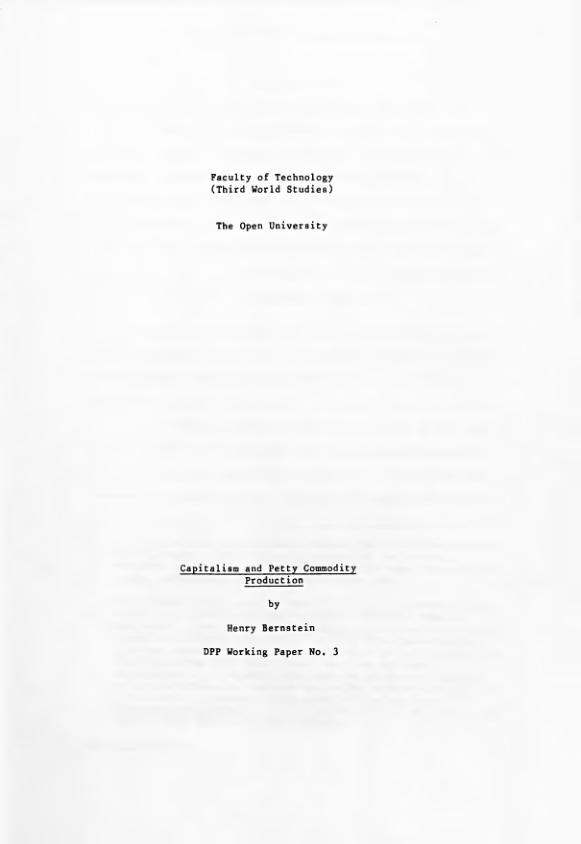 Faculty of Technology
(Third World Studies)
The Open University
Capitalism and Petty Commodity
Production
by
Henry Bernstein
DPP Working Paper No. 3